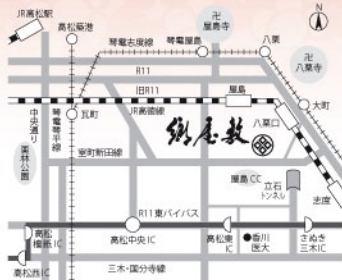 JR高松駅
高松築港
琴電志度線
琴電屋島
八栗
N
卍
屋島寺
卍
八栗寺
R11
旧R11
屋島
大町
中央通り
琴電琴平線
瓦町
JR高徳線
八栗口
郷屋敷
栗林公園
室町新田線
屋島CC
立石
トンネル
志度
R11東バイパス
高松
檀紙IC
高松中央IC
高松東
IC
香川
医大
さぬき
三木IC
高松西IC
三木・国分寺線